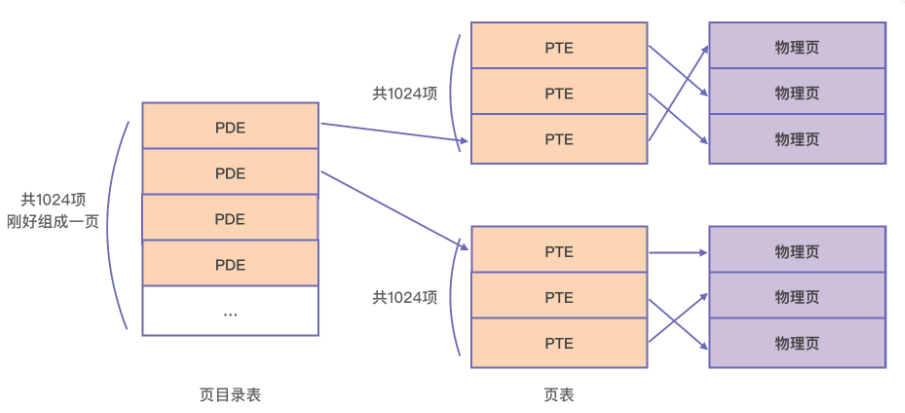 共1024项
刚好组成一页
PDE
PDE
PDE
PDE
...
页目录表
共1024项
PTE
PTE
PTE
物理页
物理页
物理页
共1024项
PTE
PTE
PTE
页表
物理页
物理页
物理页